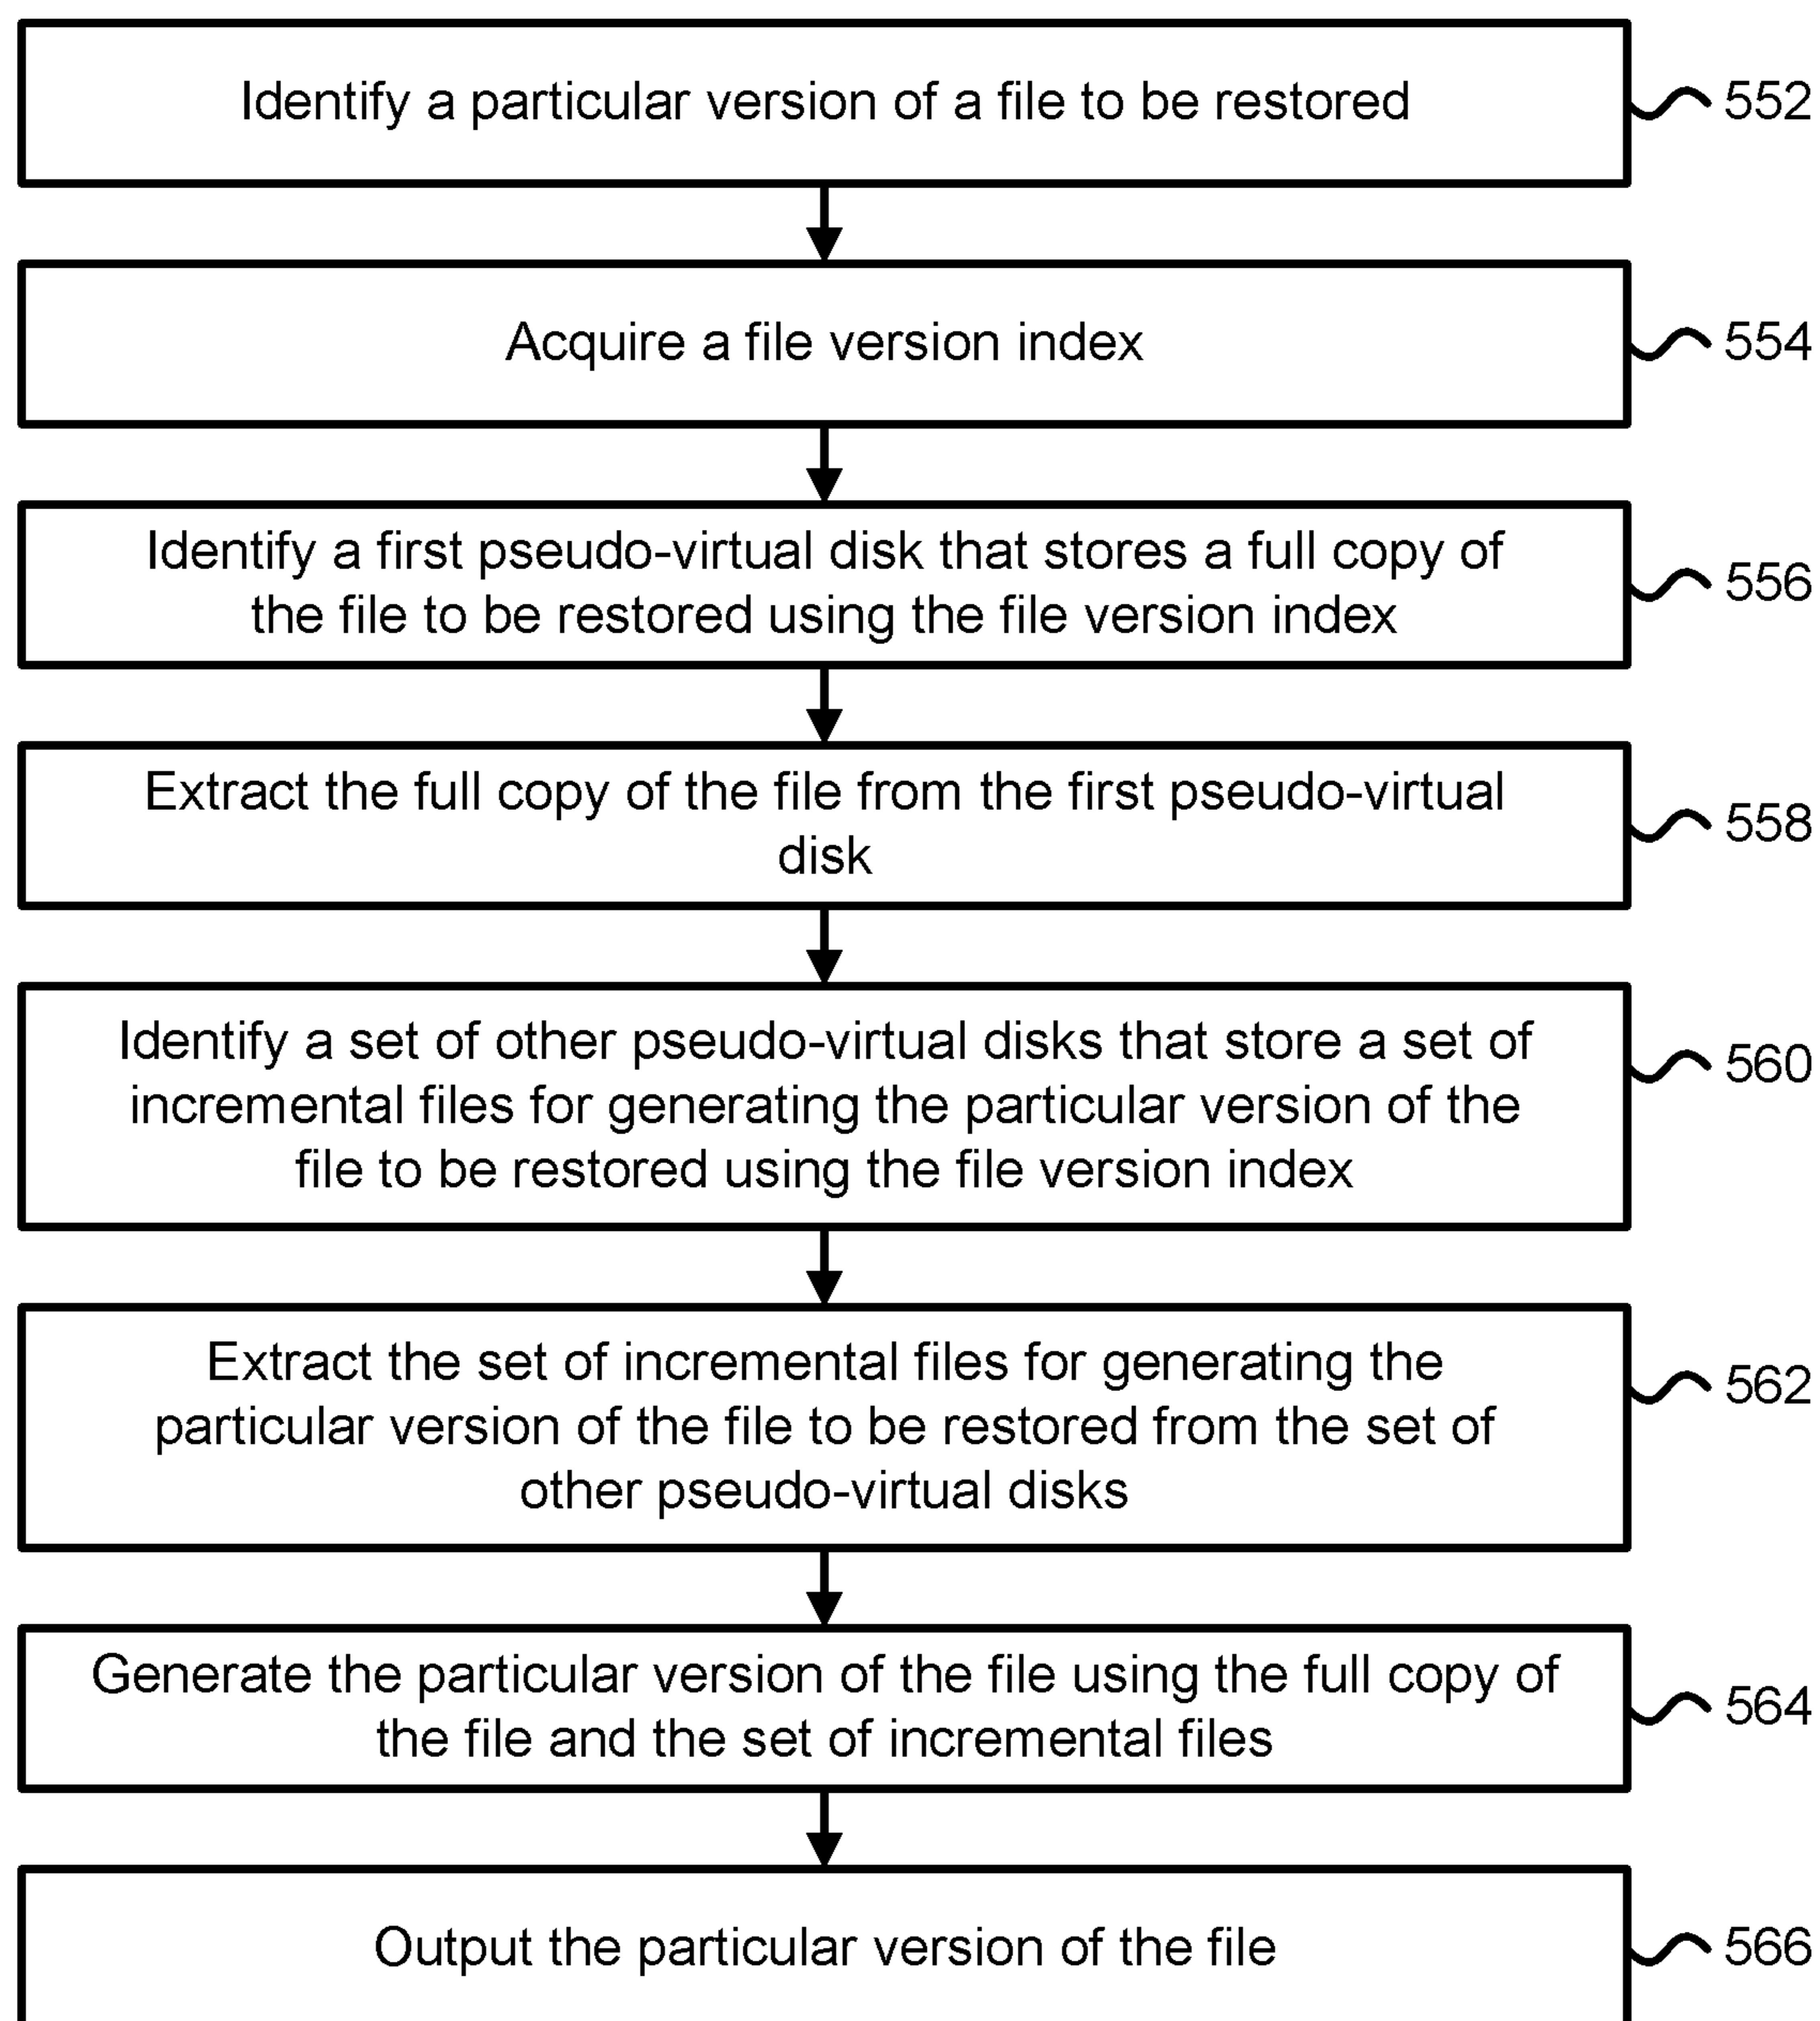 Identify a particular version of a file to be restored
552
Acquire a file version index
554
Identify a first pseudo-virtual disk that stores a full copy of
the file to be restored using the file version index
556
Extract the full copy of the file from the first pseudo-virtual
disk
558
Identify a set of other pseudo-virtual disks that store a set of
incremental files for generating the particular version of the
file to be restored using the file version index
560
Extract the set of incremental files for generating the
particular version of the file to be restored from the set of
other pseudo-virtual disks
562
Generate the particular version of the file using the full copy of
the file and the set of incremental files
564
Output the particular version of the file
566